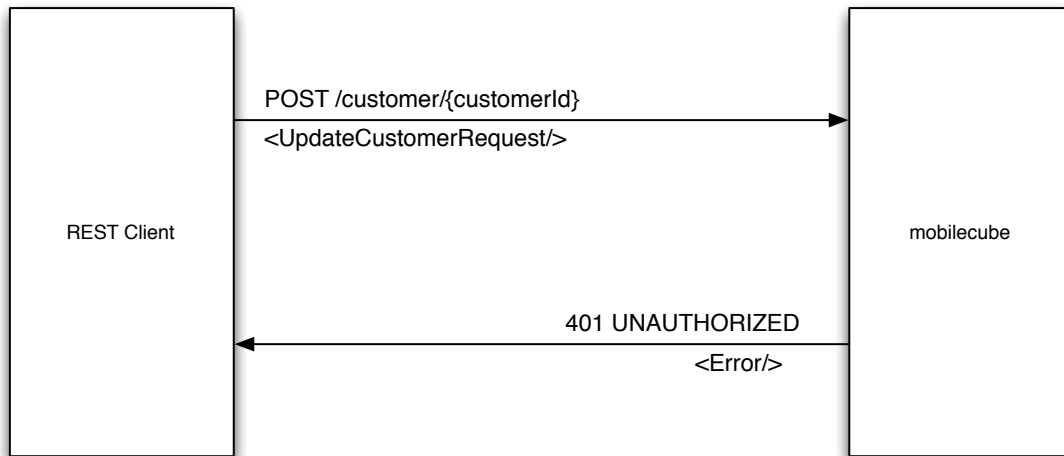 POST /customer/{customerId}
<UpdateCustomerRequest/>
REST Client
mobilecube
401 UNAUTHORIZED
<Error/>